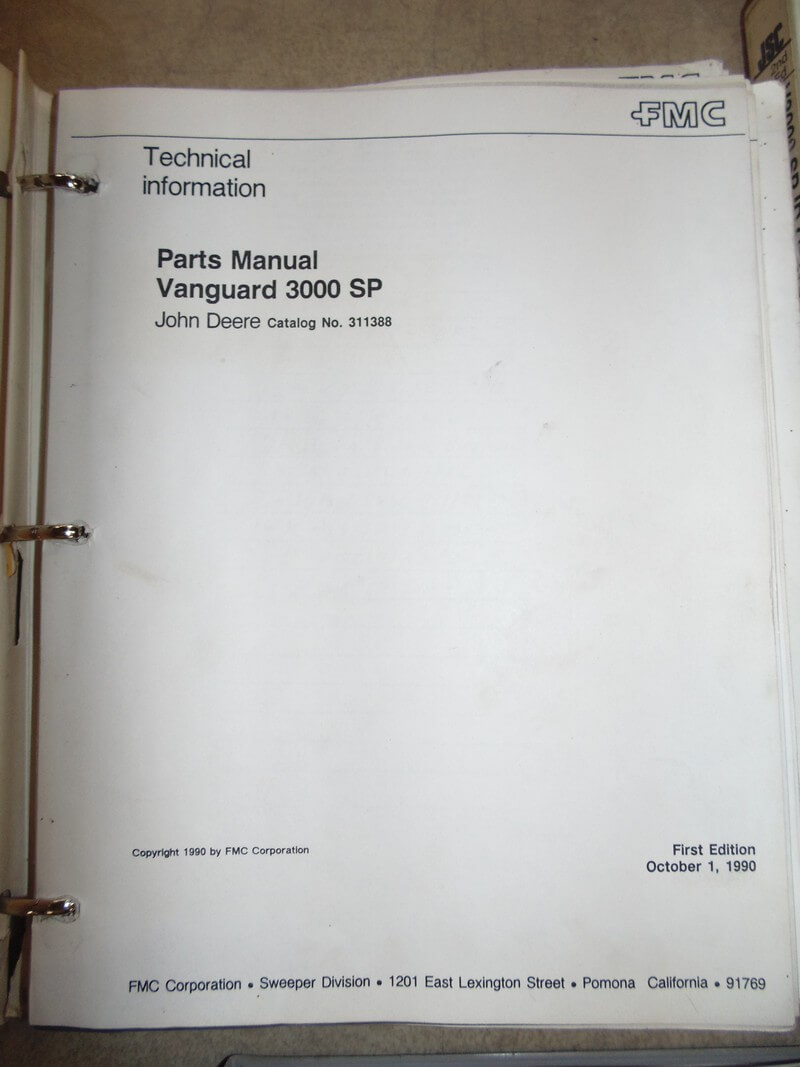 JSC
FMC
Technical
information
Parts Manual
Vanguard 3000 SP
John Deere Catalog No. 311388
Copyright 1990 by FMC Corporation
First Edition
October 1, 1990
FMC Corporation • Sweeper Division • 1201 East Lexington Street • Pomona California • 91769